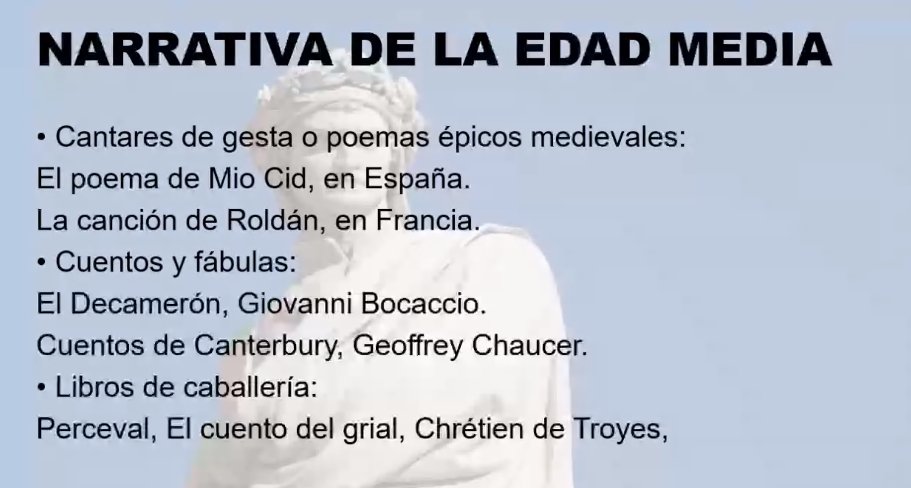 NARRATIVA DE LA EDAD MEDIA
• Cantares de gesta o poemas épicos medievales:
El poema de Mio Cid, en España.
La canción de Roldán, en Francia.
• Cuentos y fábulas:
El Decamerón, Giovanni Bocaccio.
Cuentos de Canterbury, Geoffrey Chaucer.
• Libros de caballería:
Perceval, El cuento del grial, Chrétien de Troyes,